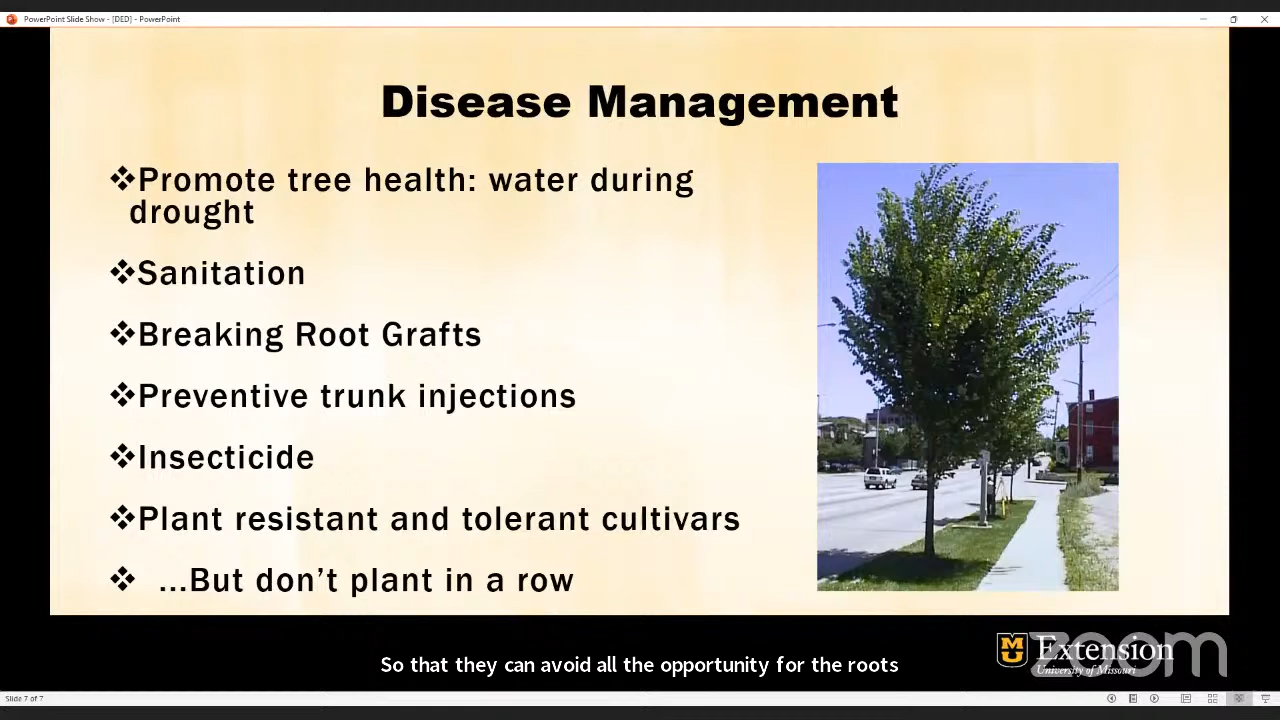 PowerPoint Slide Show - [DED] - PowerPoint
Disease Management
❖Promote tree health: water during
drought
❖Sanitation
❖Breaking Root Grafts
❖Preventive trunk injections
❖Insecticide
❖Plant resistant and tolerant cultivars
❖ ...But don't plant in a row
So that they can avoid all the opportunity for the roots
MU
Extension
University of Missouri
zoom
Slide 7 of 7